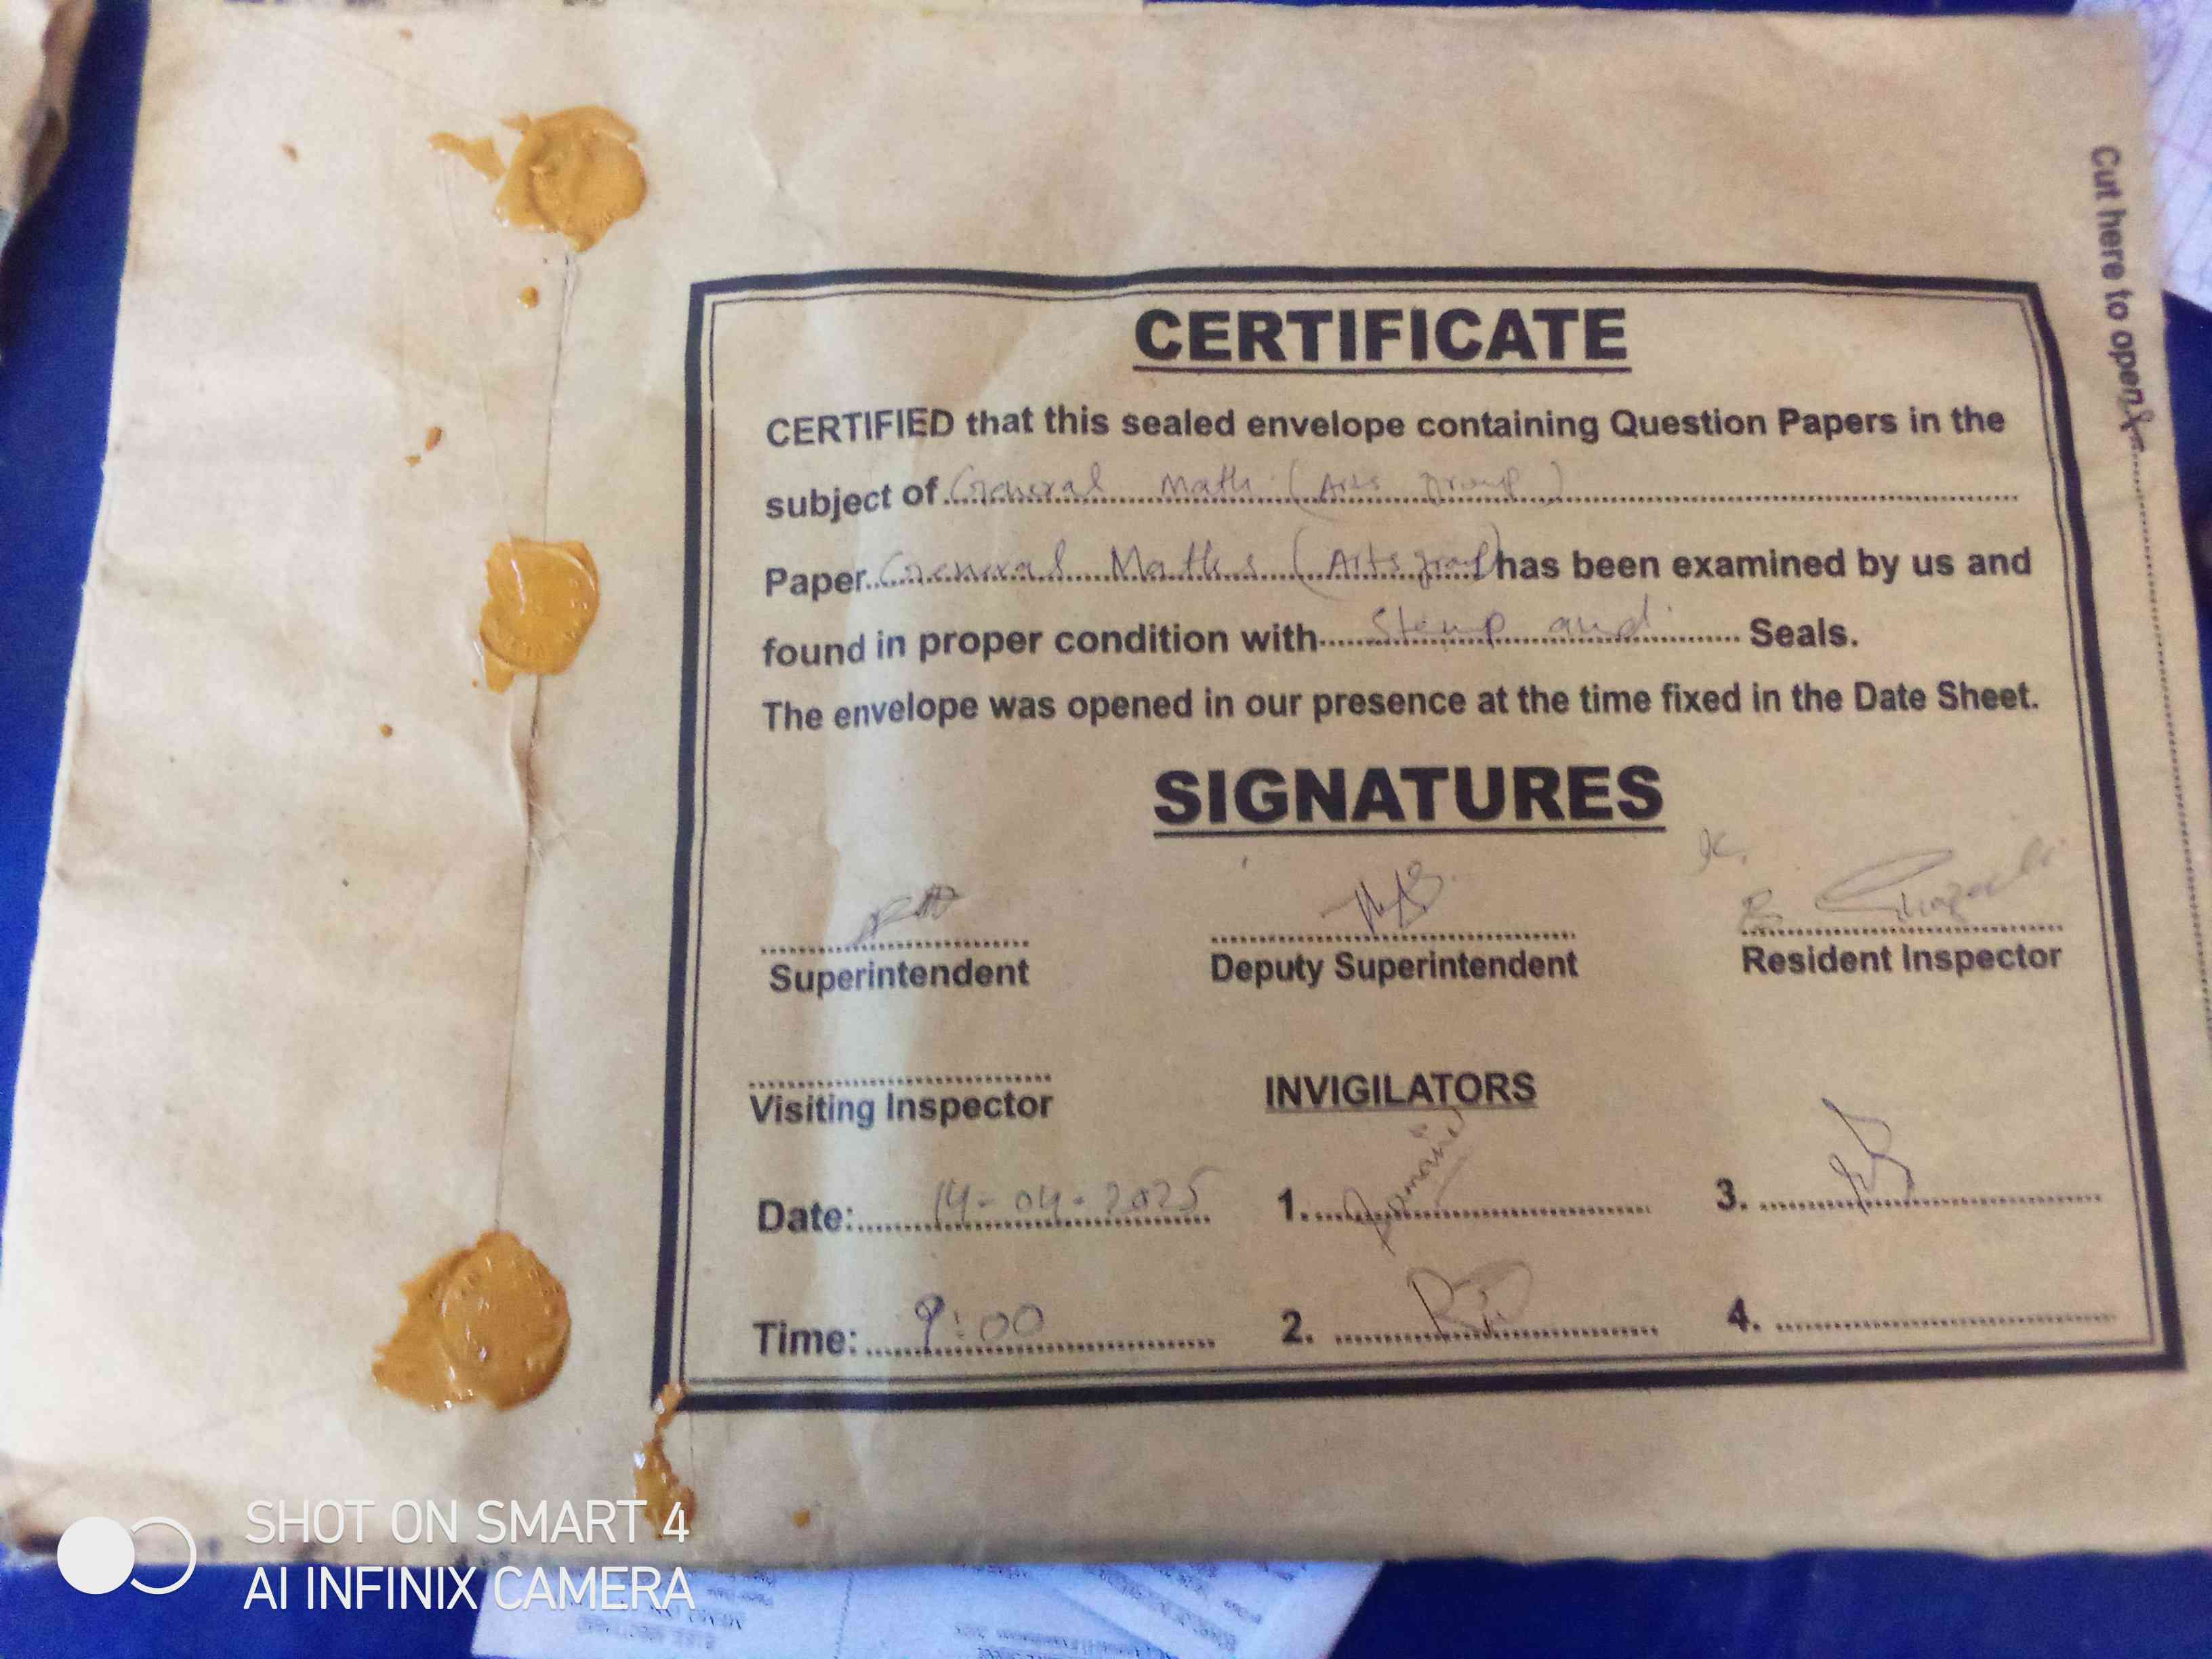 CERTIFICATE
CERTIFIED that this sealed envelope containing Question Papers in the
subject of General Math (Arts group)
Paper General Maths (Arts group) has been examined by us and
found in proper condition with Stemp and Seals.
The envelope was opened in our presence at the time fixed in the Date Sheet.
SIGNATURES
Superintendent
Deputy Superintendent
Resident Inspector
Visiting Inspector
INVIGILATORS
Date: 14-04-2025
1.
3.
Time: 9:00
2.
4.
Cut here to open
SHOT ON SMART 4
AI INFINIX CAMERA